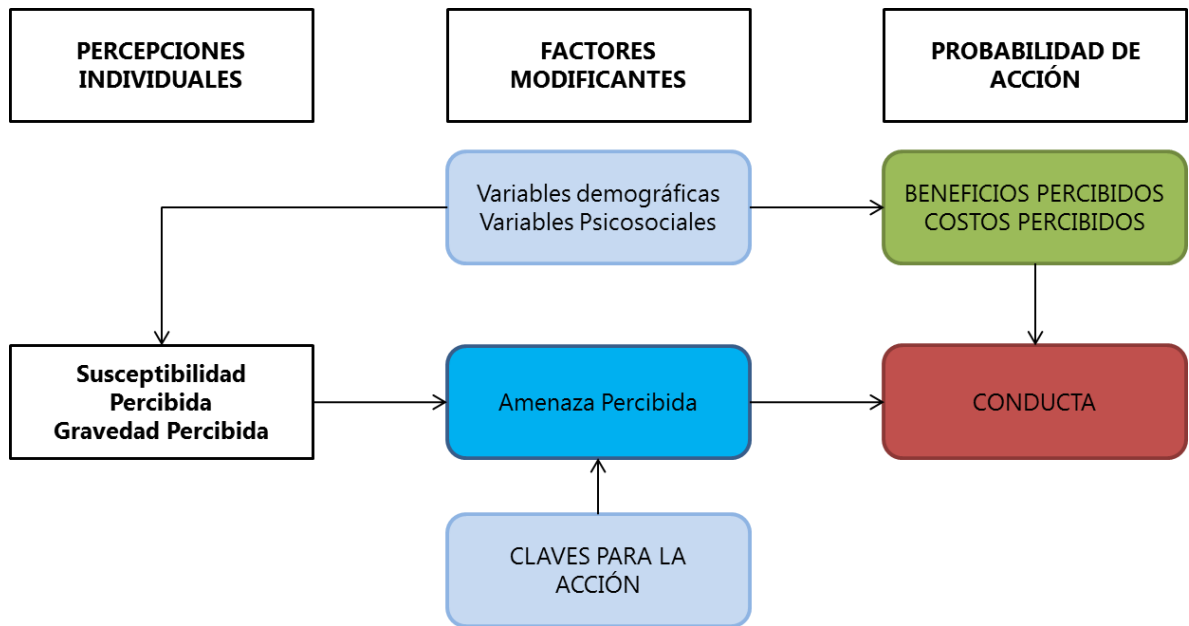 PERCEPCIONES
INDIVIDUALES
FACTORES
MODIFICANTES
PROBABILIDAD DE
ACCIÓN
Variables demográficas
Variables Psicosociales
BENEFICIOS PERCIBIDOS
COSTOS PERCIBIDOS
Susceptibilidad
Percibida
Gravedad Percibida
Amenaza Percibida
CONDUCTA
CLAVES PARA LA
ACCIÓN